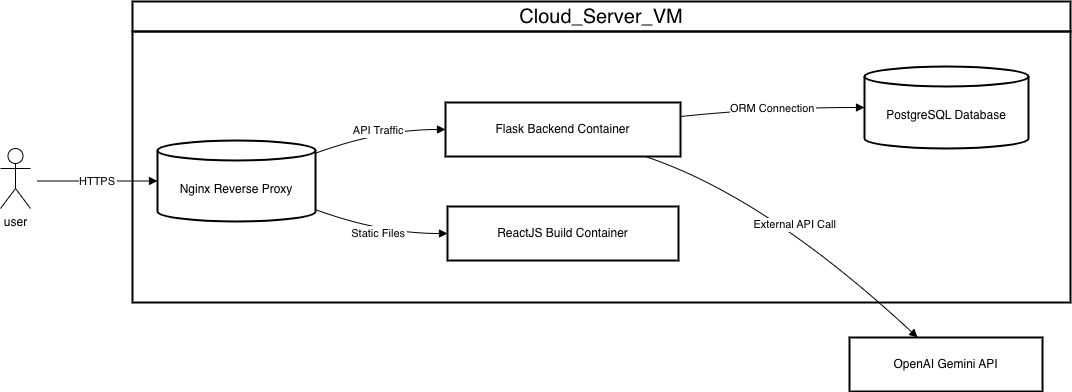 Cloud_Server_VM
user
HTTPS
Nginx Reverse Proxy
API Traffic
Static Files
Flask Backend Container
ReactJS Build Container
ORM Connection
PostgreSQL Database
External API Call
OpenAI Gemini API